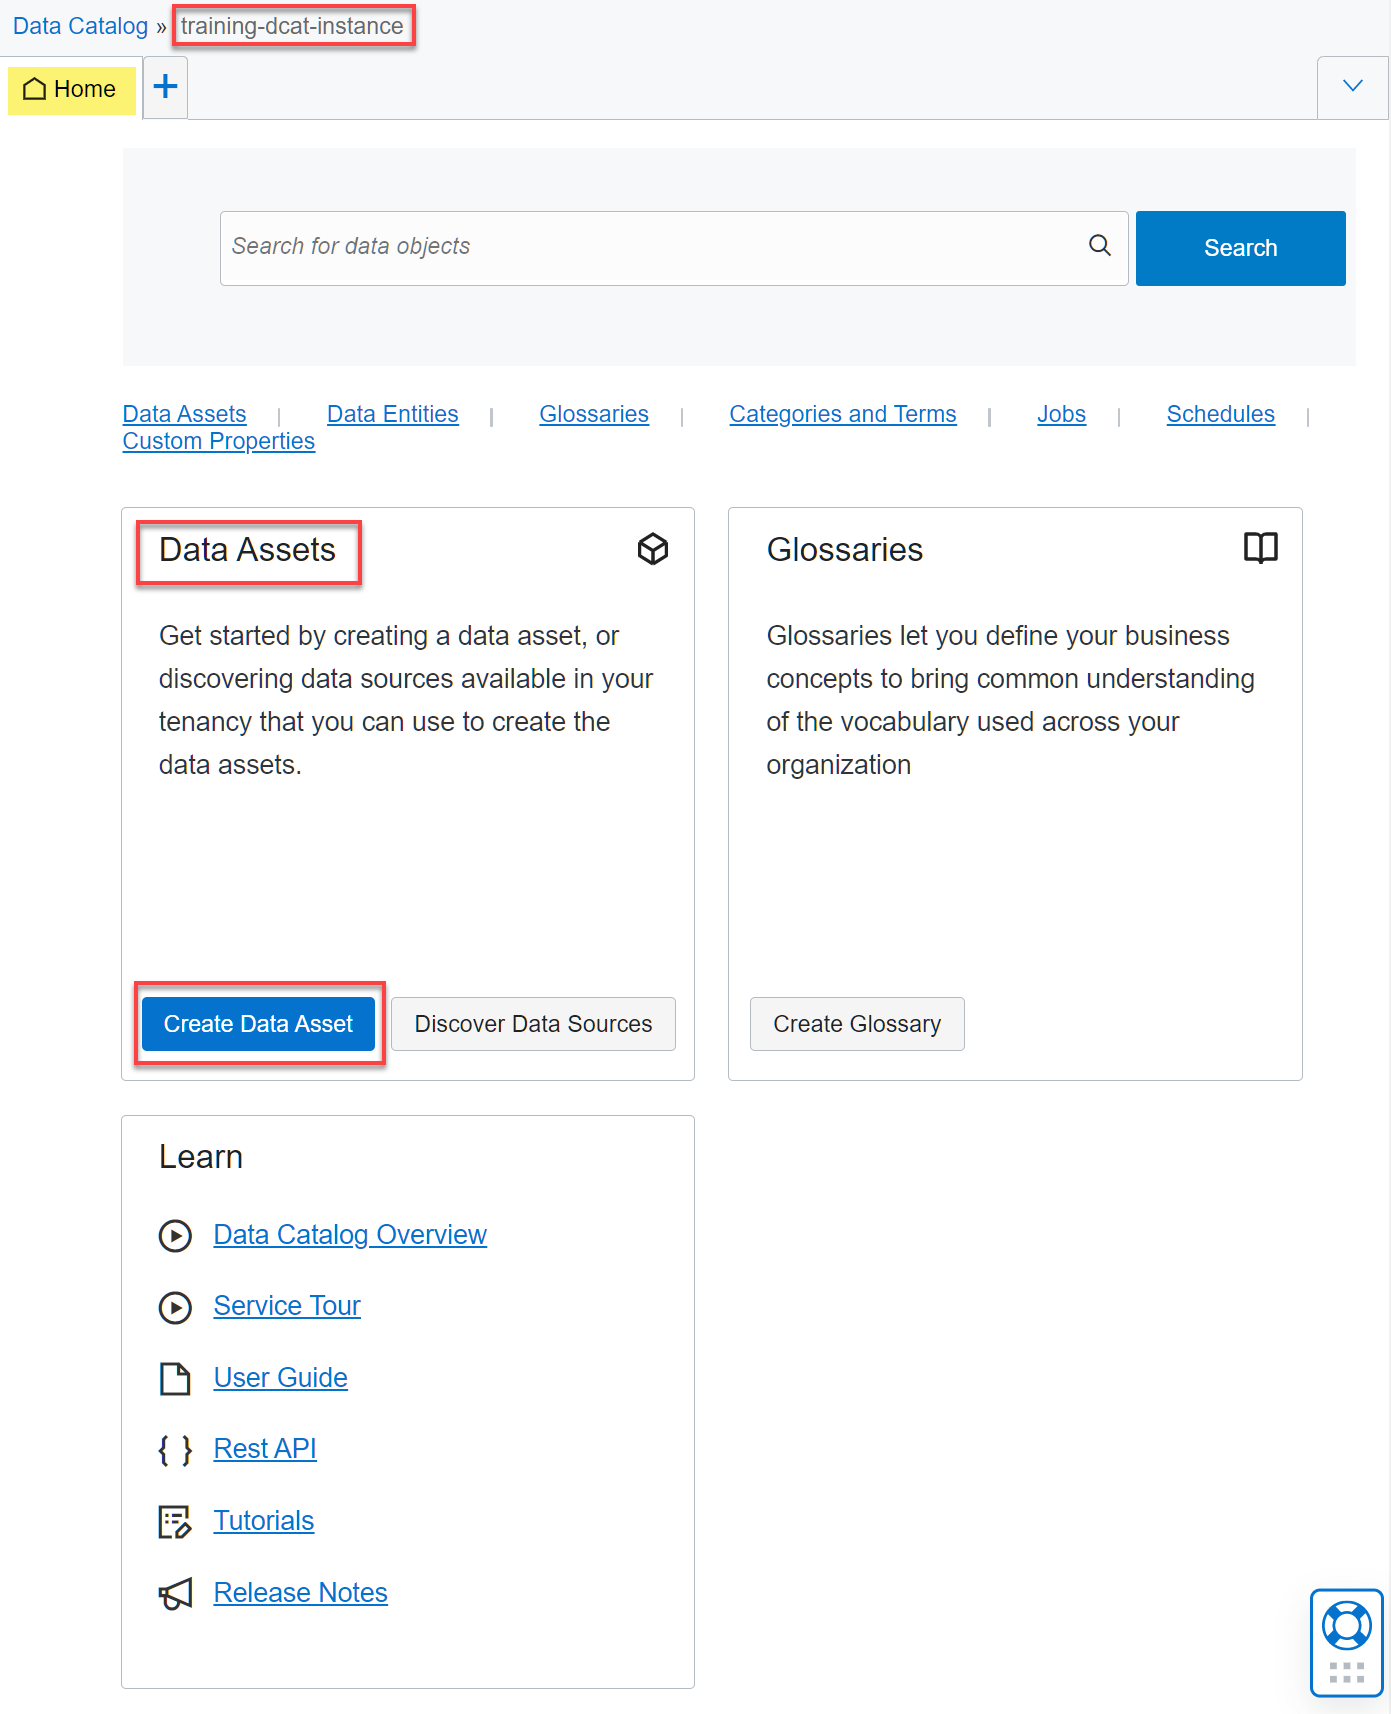 Data Catalog » training-dcat-instance
Home +
Search for data objects Search
Data Assets | Data Entities | Glossaries | Categories and Terms | Jobs | Schedules |
Custom Properties
Data Assets
Get started by creating a data asset, or
discovering data sources available in your
tenancy that you can use to create the
data assets.
Create Data Asset Discover Data Sources
Glossaries
Glossaries let you define your business
concepts to bring common understanding
of the vocabulary used across your
organization
Create Glossary
Learn
Data Catalog Overview
Service Tour
User Guide
Rest API
Tutorials
Release Notes